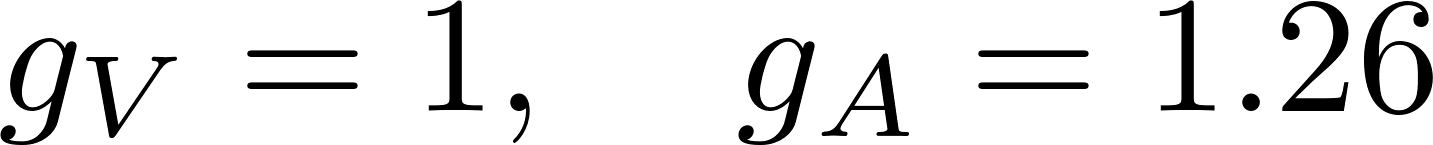 g_V = 1, g_A = 1.26